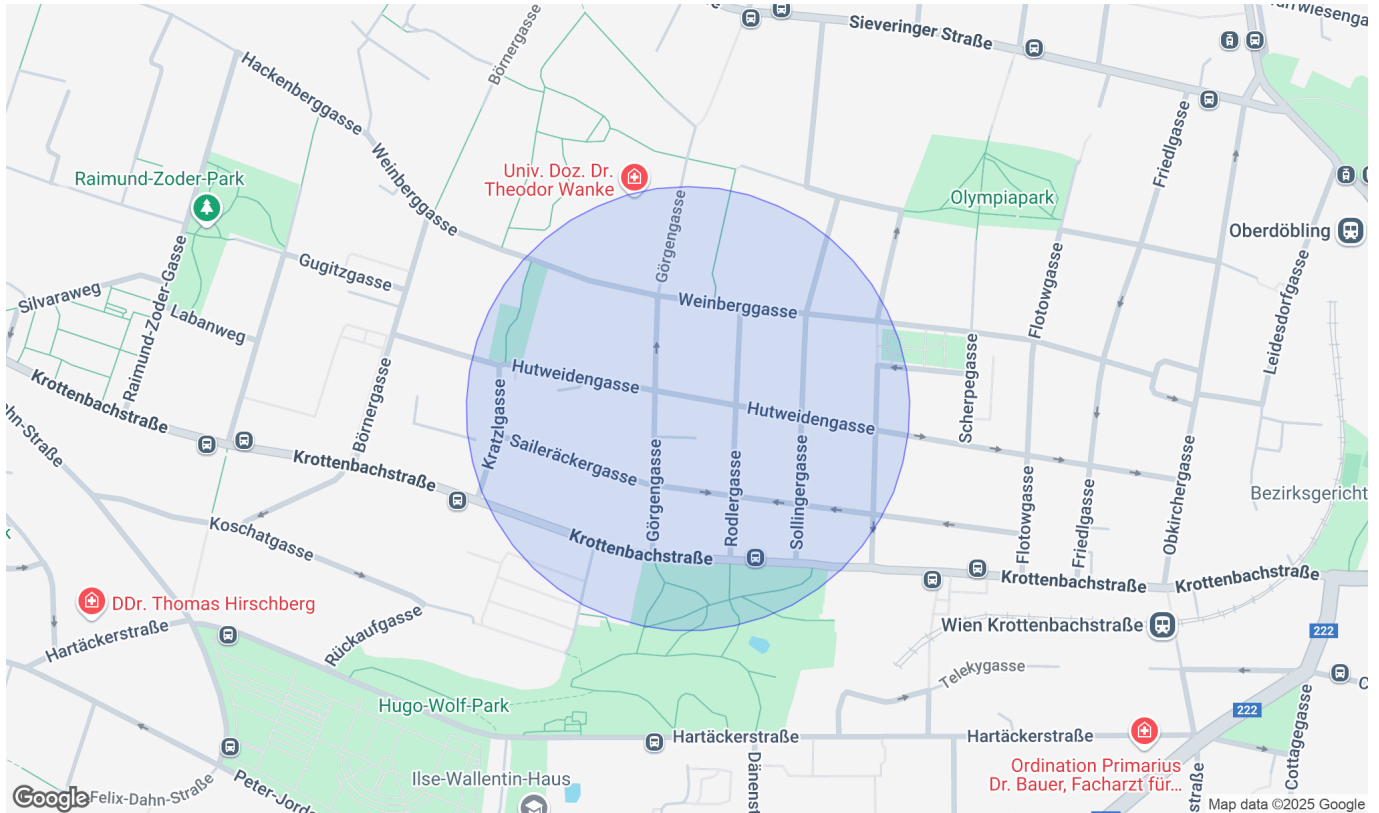 Sieveringer Straße
Börnergasse
Hackenberggasse
Weinberggasse
Friedlgasse
Univ. Doz. Dr.
Theodor Wanke
Raimund-Zoder-Park
Olympiapark
Oberdöbling
Görgengasse
Gugitzgasse
Silvaraweg
Labanweg
Raimund-Zoder-Gasse
Weinberggasse
Flotowgasse
Leidesdorfgasse
Krottenbachstraße
Hutweidengasse
Hutweidengasse
Scherpegasse
Börnergasse
Kratzlgasse
Saileräckergasse
Görgengasse
Rodlergasse
Sollingergasse
Krottenbachstraße
Flotowgasse
Friedlgasse
Obkirchergasse
Bezirksgericht
Koschatgasse
Krottenbachstraße
Krottenbachstraße
Krottenbachstraße
DDr. Thomas Hirschberg
Hartäckerstraße
Rückaufgasse
Wien Krottenbachstraße
222
Telekygasse
Hugo-Wolf-Park
222
Cottagegasse
Hartäckerstraße
Hartäckerstraße
Ordination Primarius
Dr. Bauer, Facharzt für...
Ilse-Wallentin-Haus
Dänenst
straße
Felix-Dahn-Straße
Peter-Jorda
Google
Map data ©2025 Google